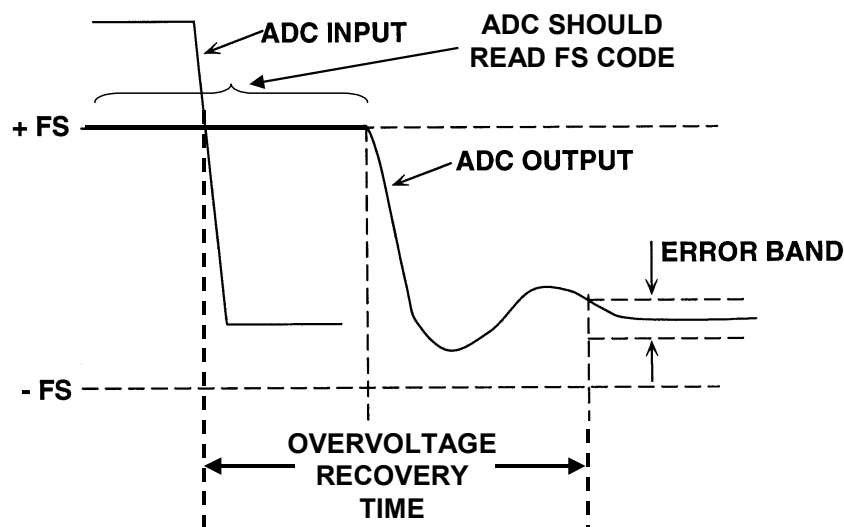 ADC INPUT
ADC SHOULD
READ FS CODE
+ FS
ADC OUTPUT
ERROR BAND
- FS
OVERVOLTAGE
RECOVERY
TIME